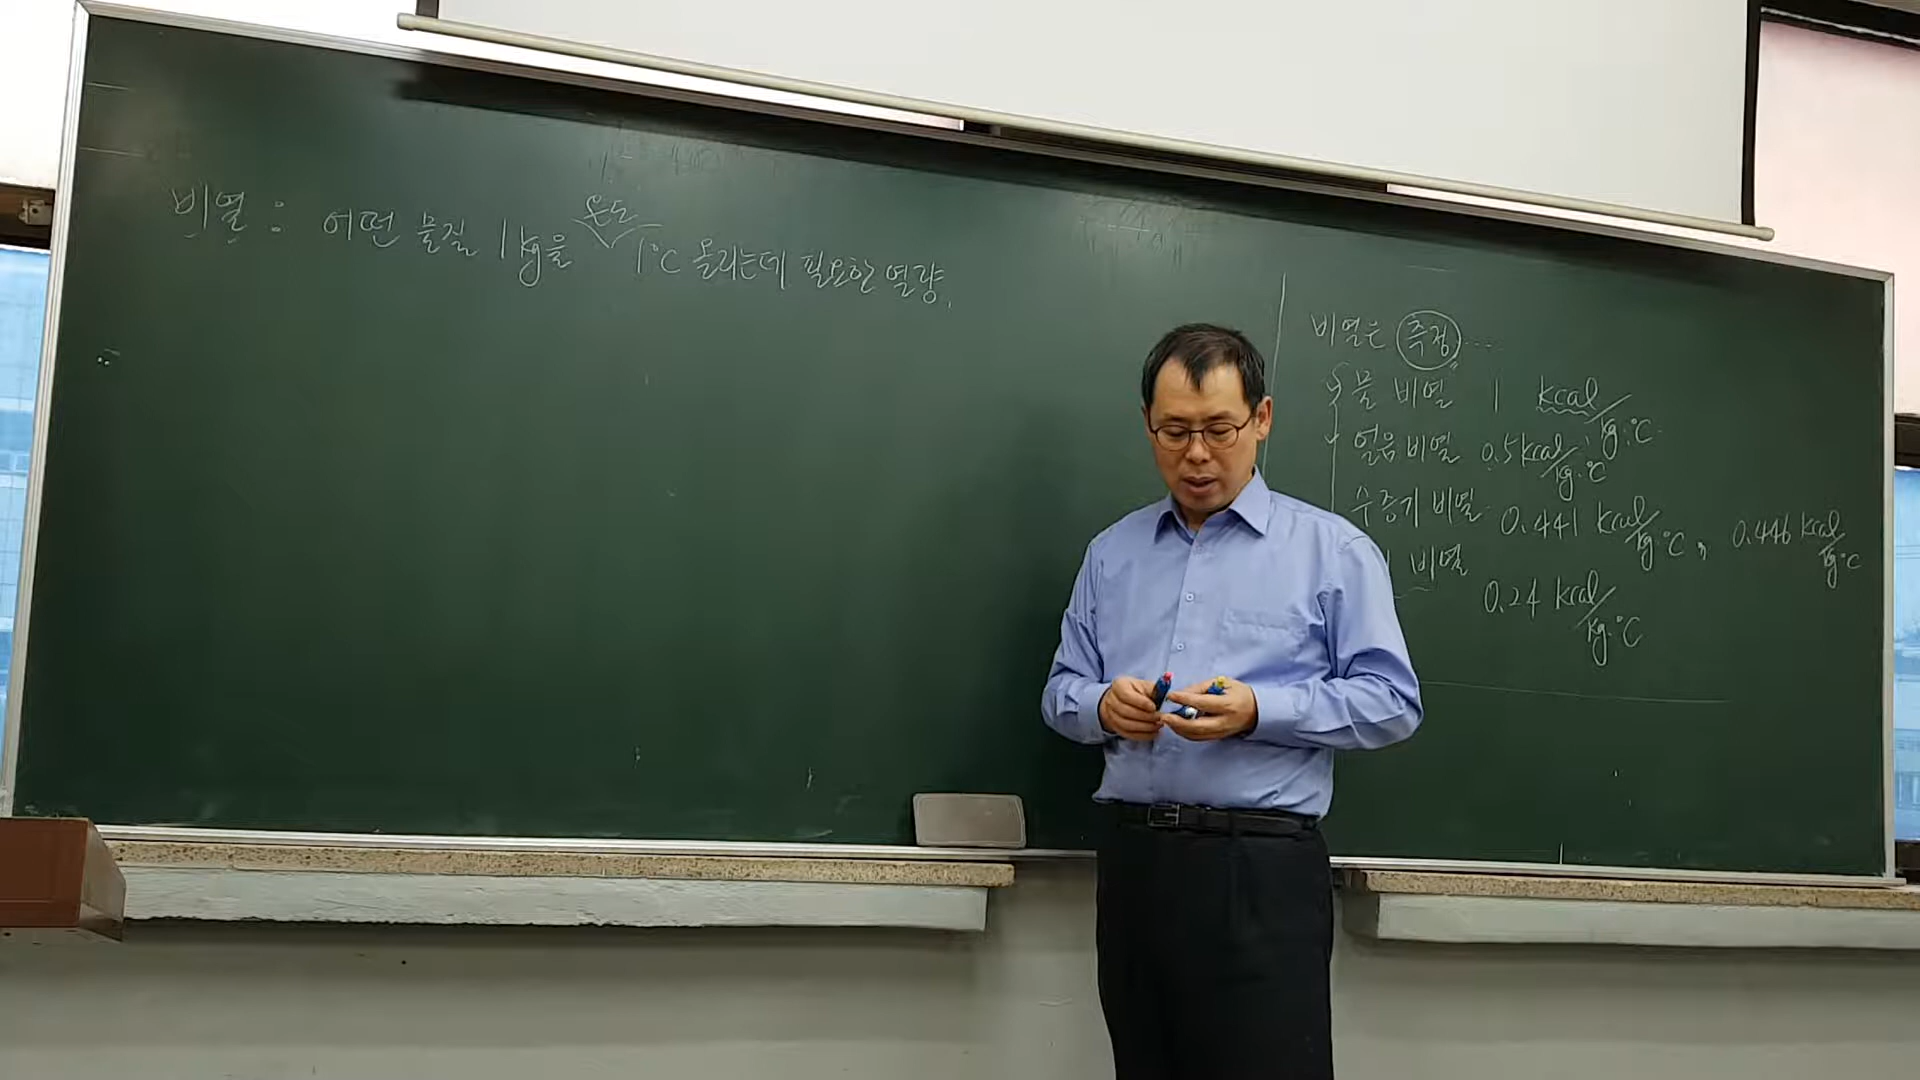 비열 : 어떤 물질 1kg을 온도 1℃ 올리는데 필요한 열량.
비열은 측정 ....
물 비열 1 kcal/kg·℃
얼음 비열 0.5 kcal/kg·℃
수증기 비열 0.441 kcal/kg·℃, 0.446 kcal/kg·℃
비열 0.24 kcal/kg·℃